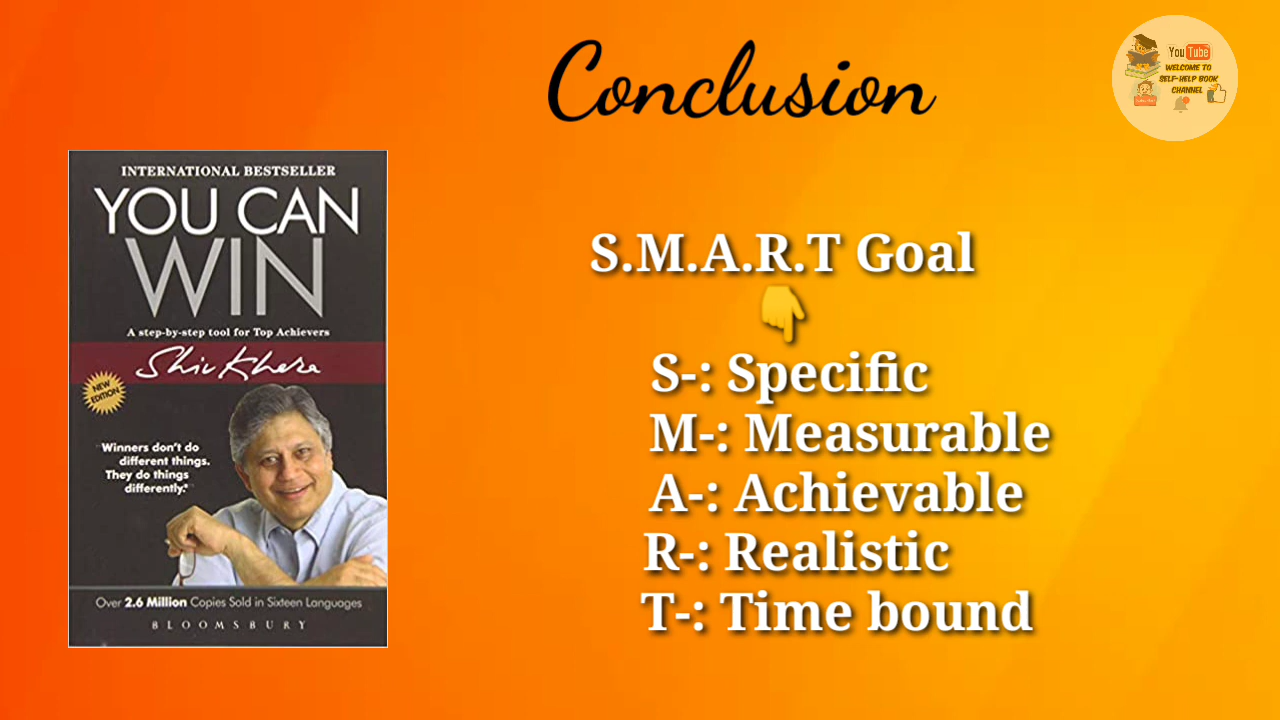 Conclusion
You Tube
WELCOME TO
SELF-HELP BOOK
CHANNEL
INTERNATIONAL BESTSELLER
YOU CAN
WIN
A step-by-step tool for Top Achievers
Shiv Khera
NEW
EDITION
"Winners don't do
different things.
They do things
differently."
Over 2.6 Million Copies Sold in Sixteen Languages
BLOOMSBURY
S.M.A.R.T Goal
👇
S-: Specific
M-: Measurable
A-: Achievable
R-: Realistic
T-: Time bound